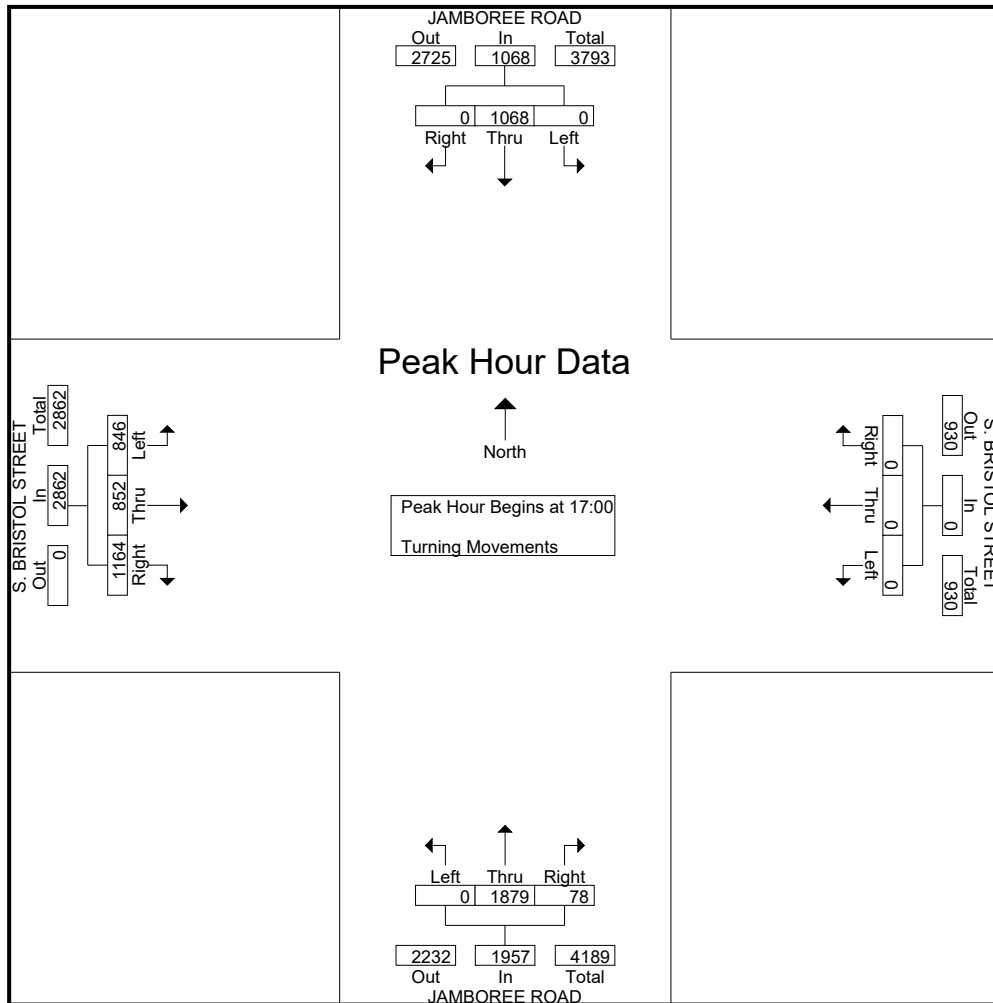 JAMBOREE ROAD
Out In Total
2725 1068 3793
0 1068 0
Right Thru Left
Peak Hour Data
North
Peak Hour Begins at 17:00
Turning Movements
S. BRISTOL STREET
Out In Total
0 2862 2862
Right Thru Left
1164 852 846
S. BRISTOL STREET
Out In Total
930 0 930
Right Thru Left
0 0 0
Left Thru Right
0 1879 78
2232 1957 4189
Out In Total
JAMBOREE ROAD